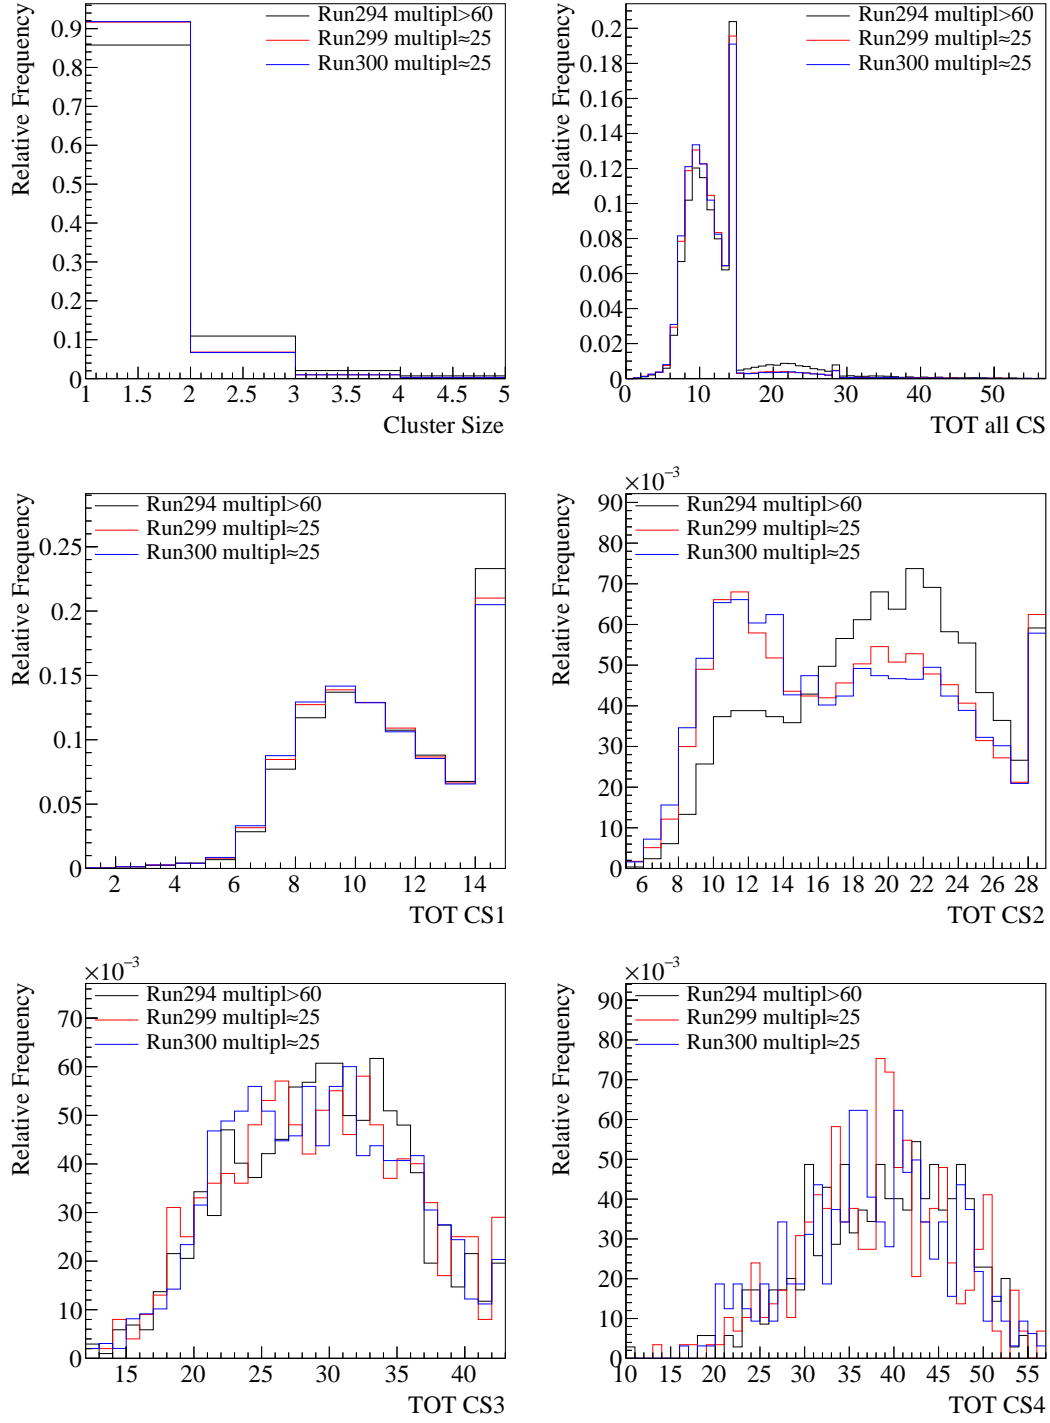 Relative Frequency
Run294 multipl>60
Run299 multipl≈25
Run300 multipl≈25
0.9
0.8
0.7
0.6
0.5
0.4
0.3
0.2
0.1
0
1 1.5 2 2.5 3 3.5 4 4.5 5
Cluster Size
Relative Frequency
Run294 multipl>60
Run299 multipl≈25
Run300 multipl≈25
0.2
0.18
0.16
0.14
0.12
0.1
0.08
0.06
0.04
0.02
0
0 10 20 30 40 50
TOT all CS
Relative Frequency
Run294 multipl>60
Run299 multipl≈25
Run300 multipl≈25
0.25
0.2
0.15
0.1
0.05
0
2 4 6 8 10 12 14
TOT CS1
×10⁻³
Relative Frequency
Run294 multipl>60
Run299 multipl≈25
Run300 multipl≈25
90
80
70
60
50
40
30
20
10
0
6 8 10 12 14 16 18 20 22 24 26 28
TOT CS2
×10⁻³
Relative Frequency
Run294 multipl>60
Run299 multipl≈25
Run300 multipl≈25
70
60
50
40
30
20
10
0
15 20 25 30 35 40
TOT CS3
×10⁻³
Relative Frequency
Run294 multipl>60
Run299 multipl≈25
Run300 multipl≈25
90
80
70
60
50
40
30
20
10
0
10 15 20 25 30 35 40 45 50 55
TOT CS4